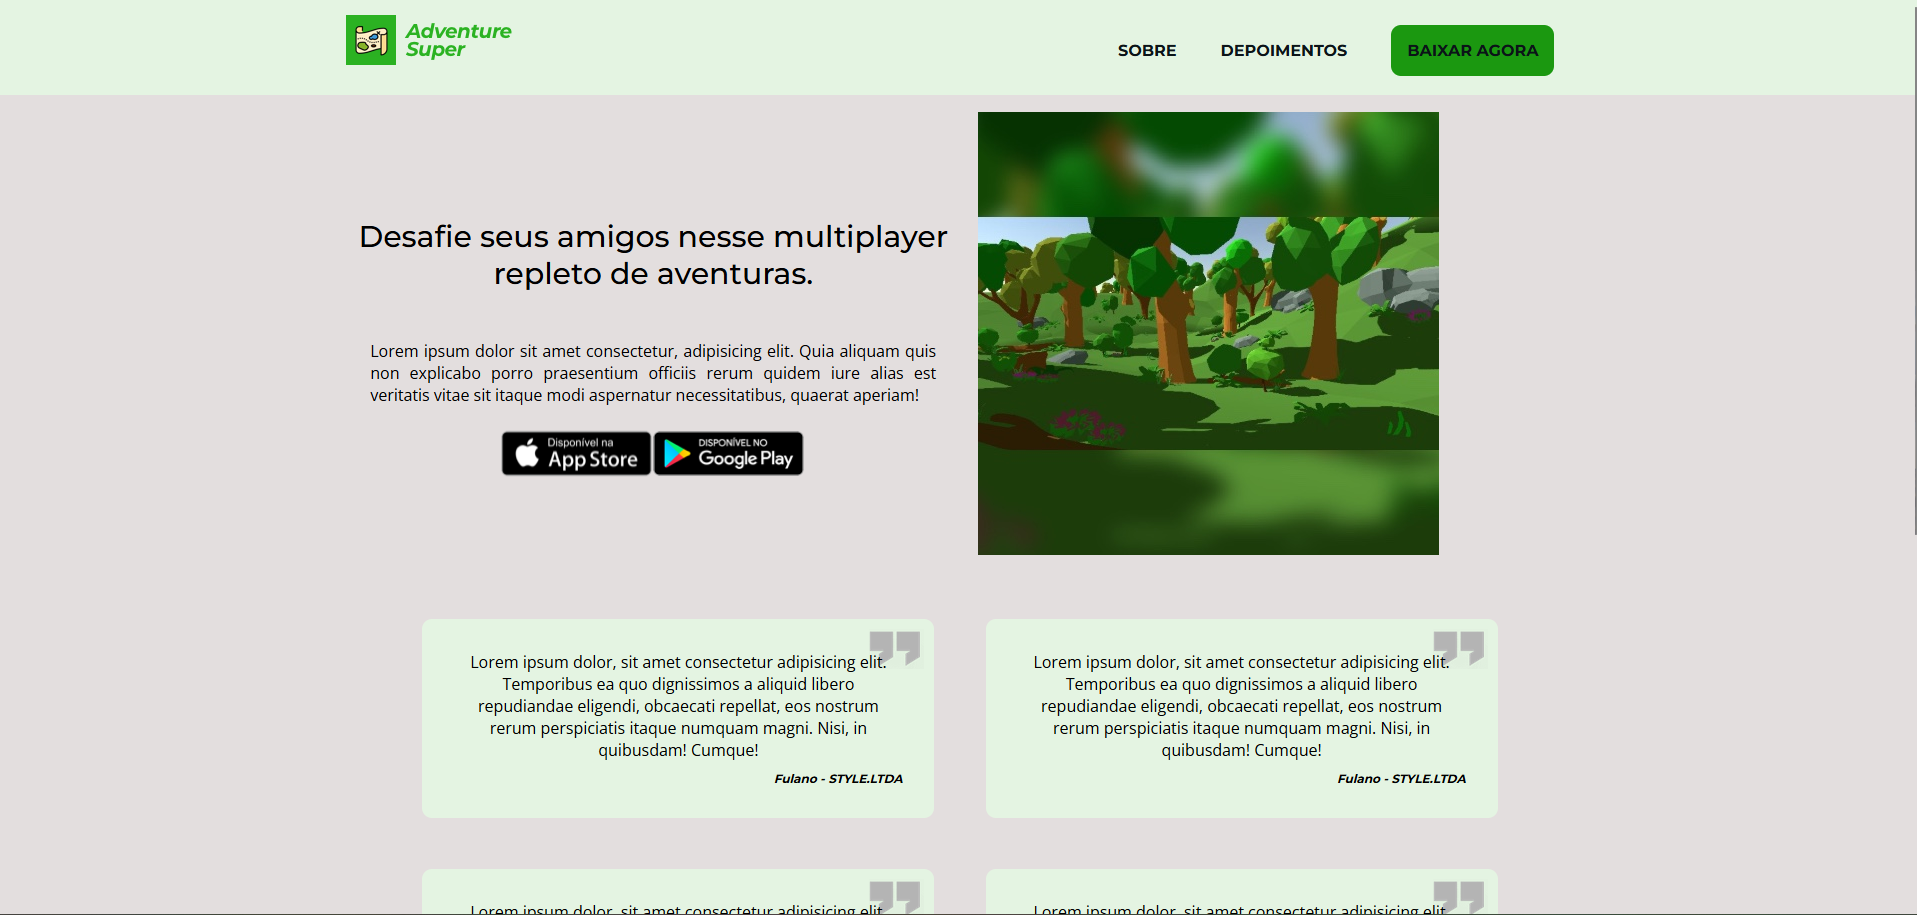 Adventure
Super
SOBRE
DEPOIMENTOS
BAIXAR AGORA
Desafie seus amigos nesse multiplayer
repleto de aventuras.
Lorem ipsum dolor sit amet consectetur, adipisicing elit. Quia aliquam quis
non explicabo porro praesentium officiis rerum quidem iure alias est
veritatis vitae sit itaque modi aspernatur necessitatibus, quaerat aperiam!
Disponível na
App Store
DISPONÍVEL NO
Google Play
Lorem ipsum dolor, sit amet consectetur adipisicing elit.
Temporibus ea quo dignissimos a aliquid libero
repudiandae eligendi, obcaecati repellat, eos nostrum
rerum perspiciatis itaque numquam magni. Nisi, in
quibusdam! Cumque!
Fulano - STYLE.LTDA
Lorem ipsum dolor, sit amet consectetur adipisicing elit.
Temporibus ea quo dignissimos a aliquid libero
repudiandae eligendi, obcaecati repellat, eos nostrum
rerum perspiciatis itaque numquam magni. Nisi, in
quibusdam! Cumque!
Fulano - STYLE.LTDA
Lorem ipsum dolor, sit amet consectetur adipisicing elit.
Lorem ipsum dolor, sit amet consectetur adipisicing elit.